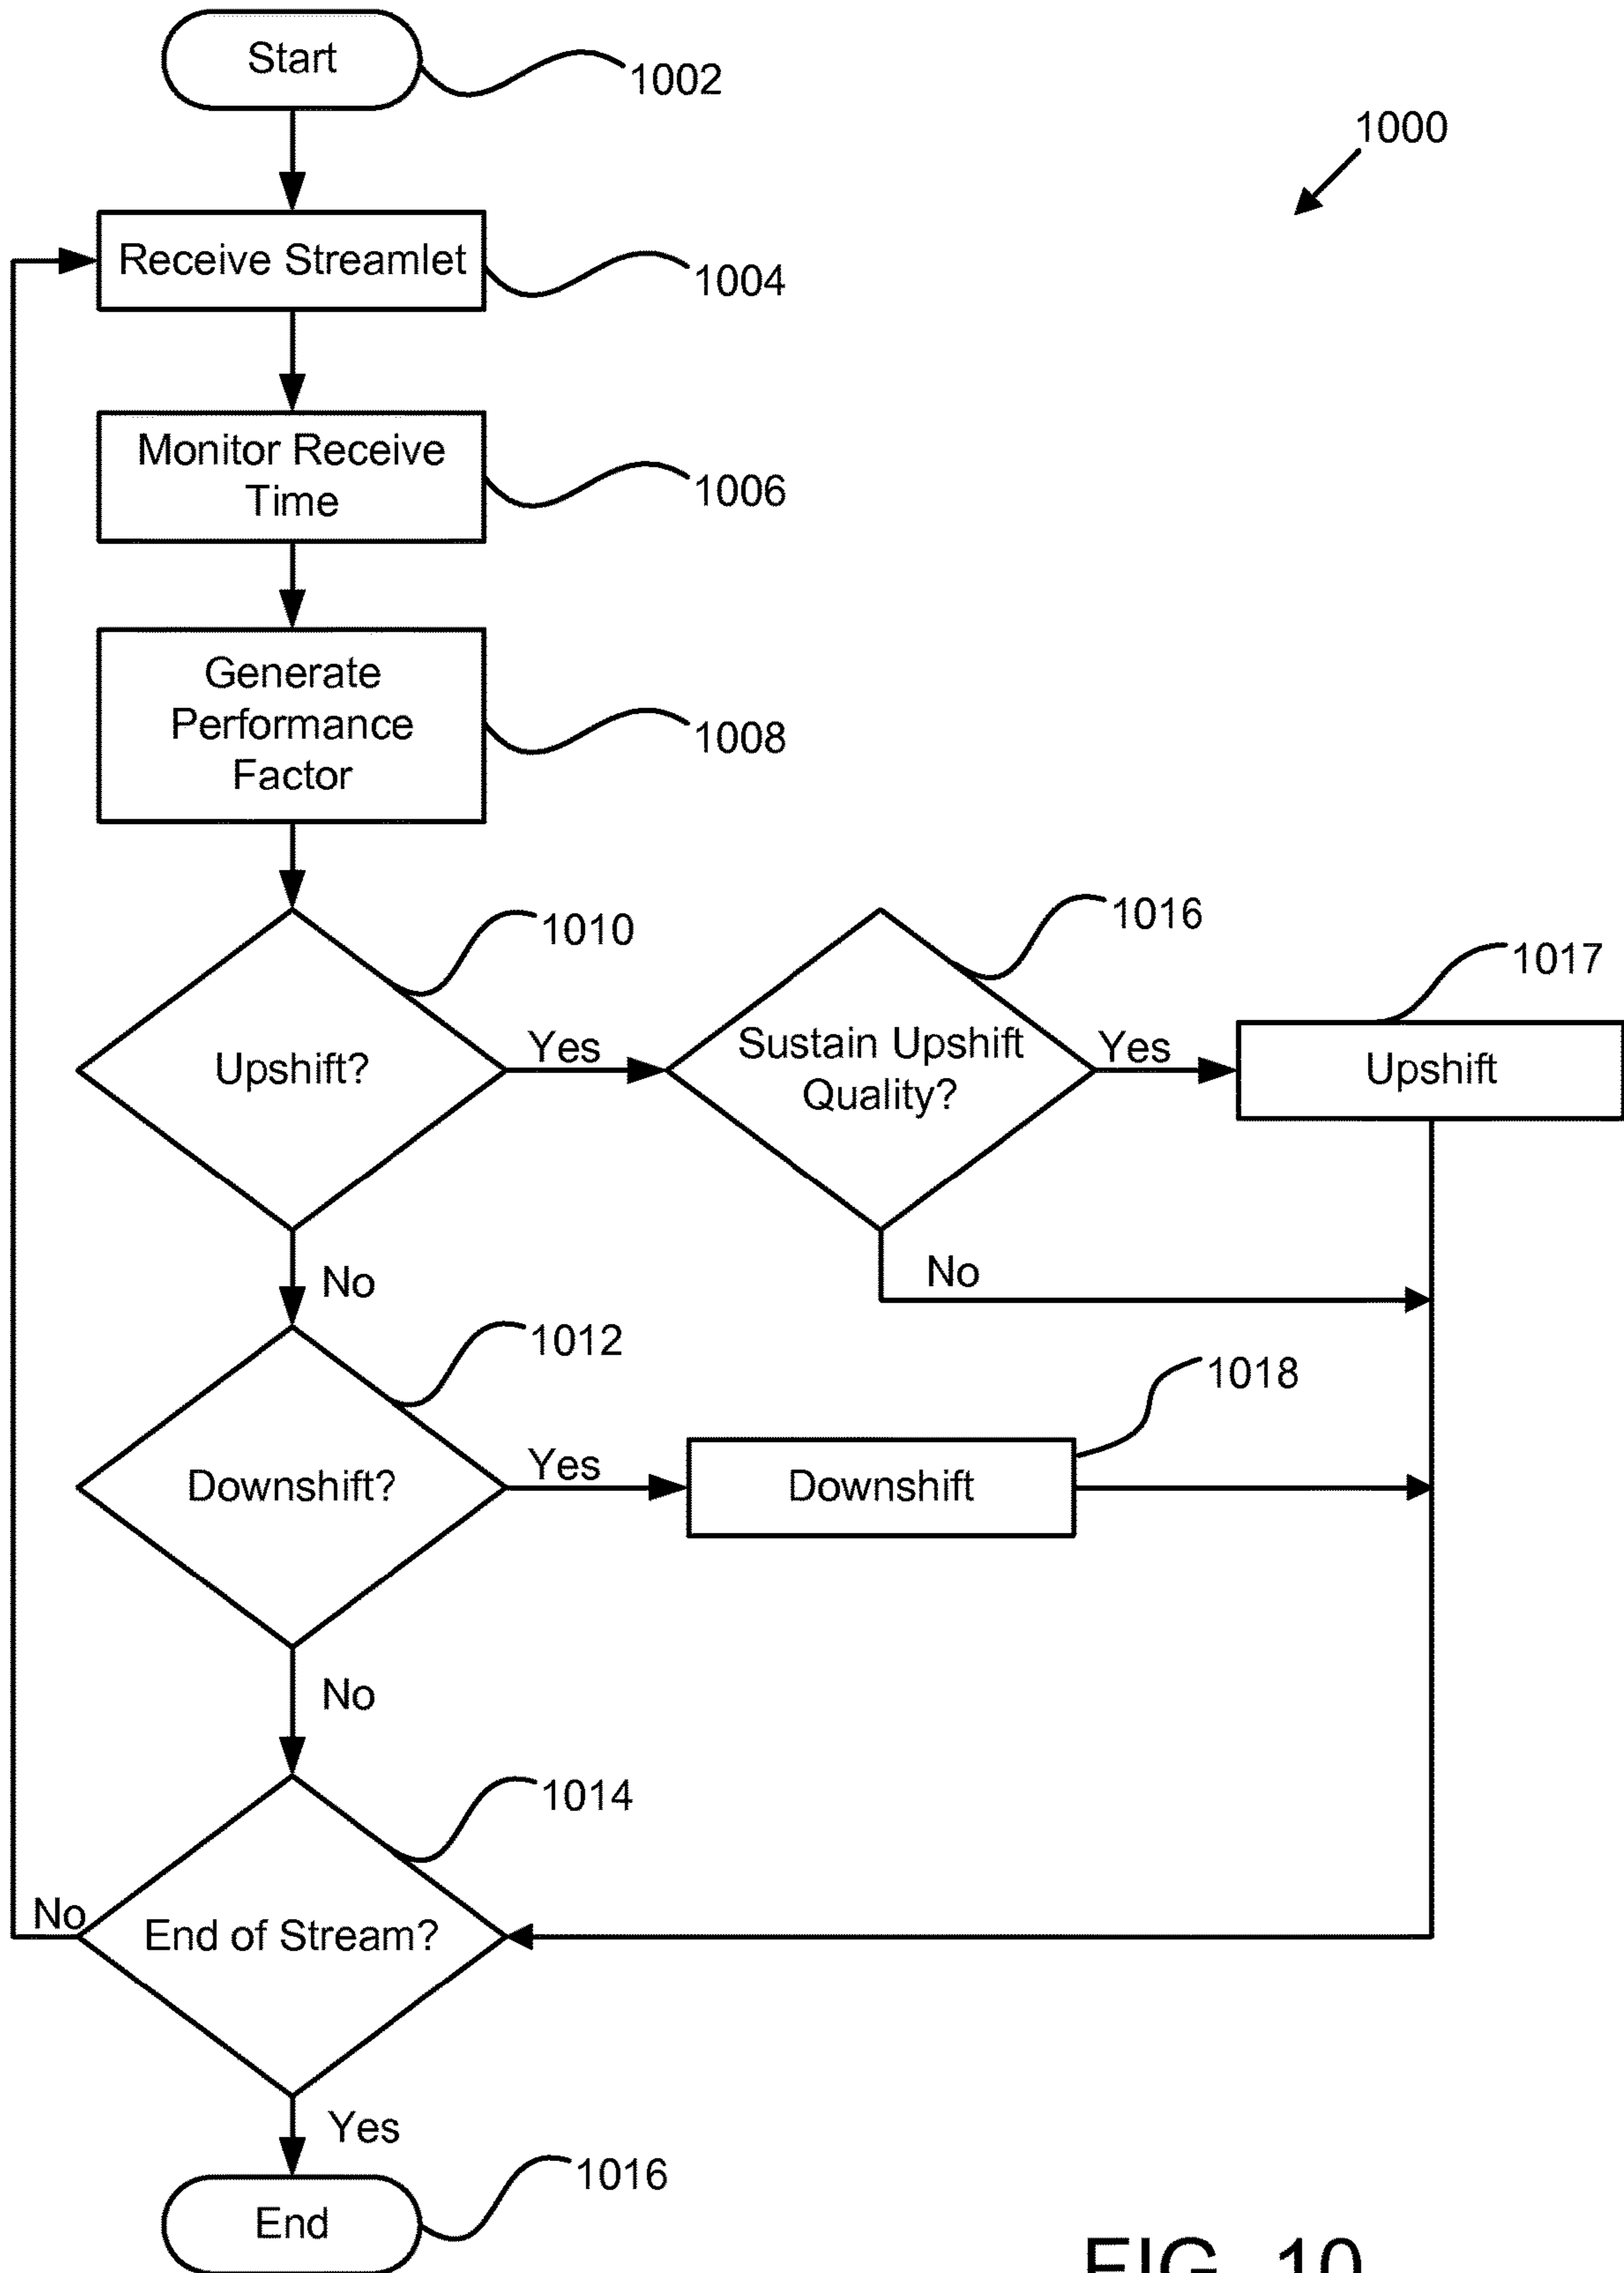 Start
1002
1000
Receive Streamlet
1004
Monitor Receive
Time
1006
Generate
Performance
Factor
1008
1010
1016
1017
Upshift?
Yes
Sustain Upshift
Quality?
Yes
Upshift
No
No
1012
1018
Downshift?
Yes
Downshift
No
1014
No
End of Stream?
Yes
1016
End
FIG. 10